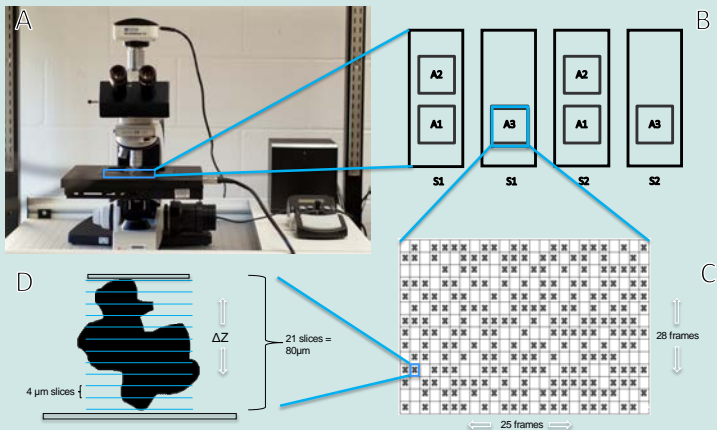 A
B
A2
A2
A1
A3
A1
A3
S1
S1
S2
S2
D
C
ΔZ
21 slices =
80µm
4 µm slices
28 frames
25 frames